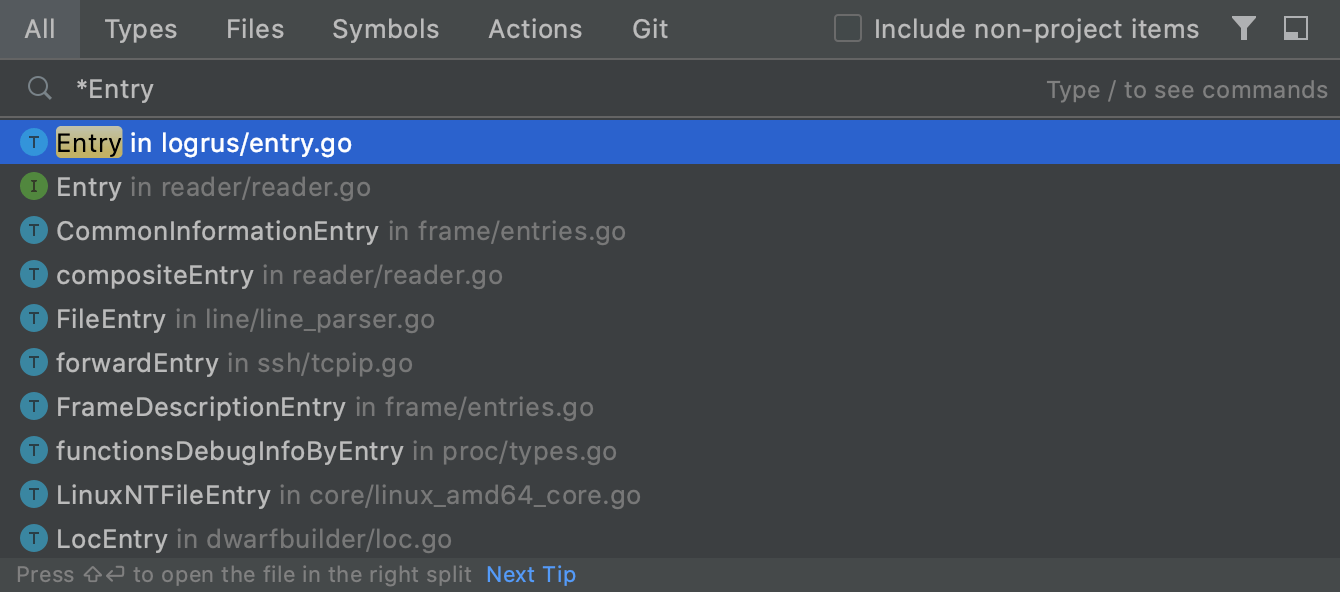 All Types Files Symbols Actions Git Include non-project items
*Entry Type / to see commands
T Entry in logrus/entry.go
I Entry in reader/reader.go
T CommonInformationEntry in frame/entries.go
T compositeEntry in reader/reader.go
T FileEntry in line/line_parser.go
T forwardEntry in ssh/tcpip.go
T FrameDescriptionEntry in frame/entries.go
T functionsDebugInfoByEntry in proc/types.go
T LinuxNTFileEntry in core/linux_amd64_core.go
T LocEntry in dwarfbuilder/loc.go
Press ⇧⏎ to open the file in the right split Next Tip